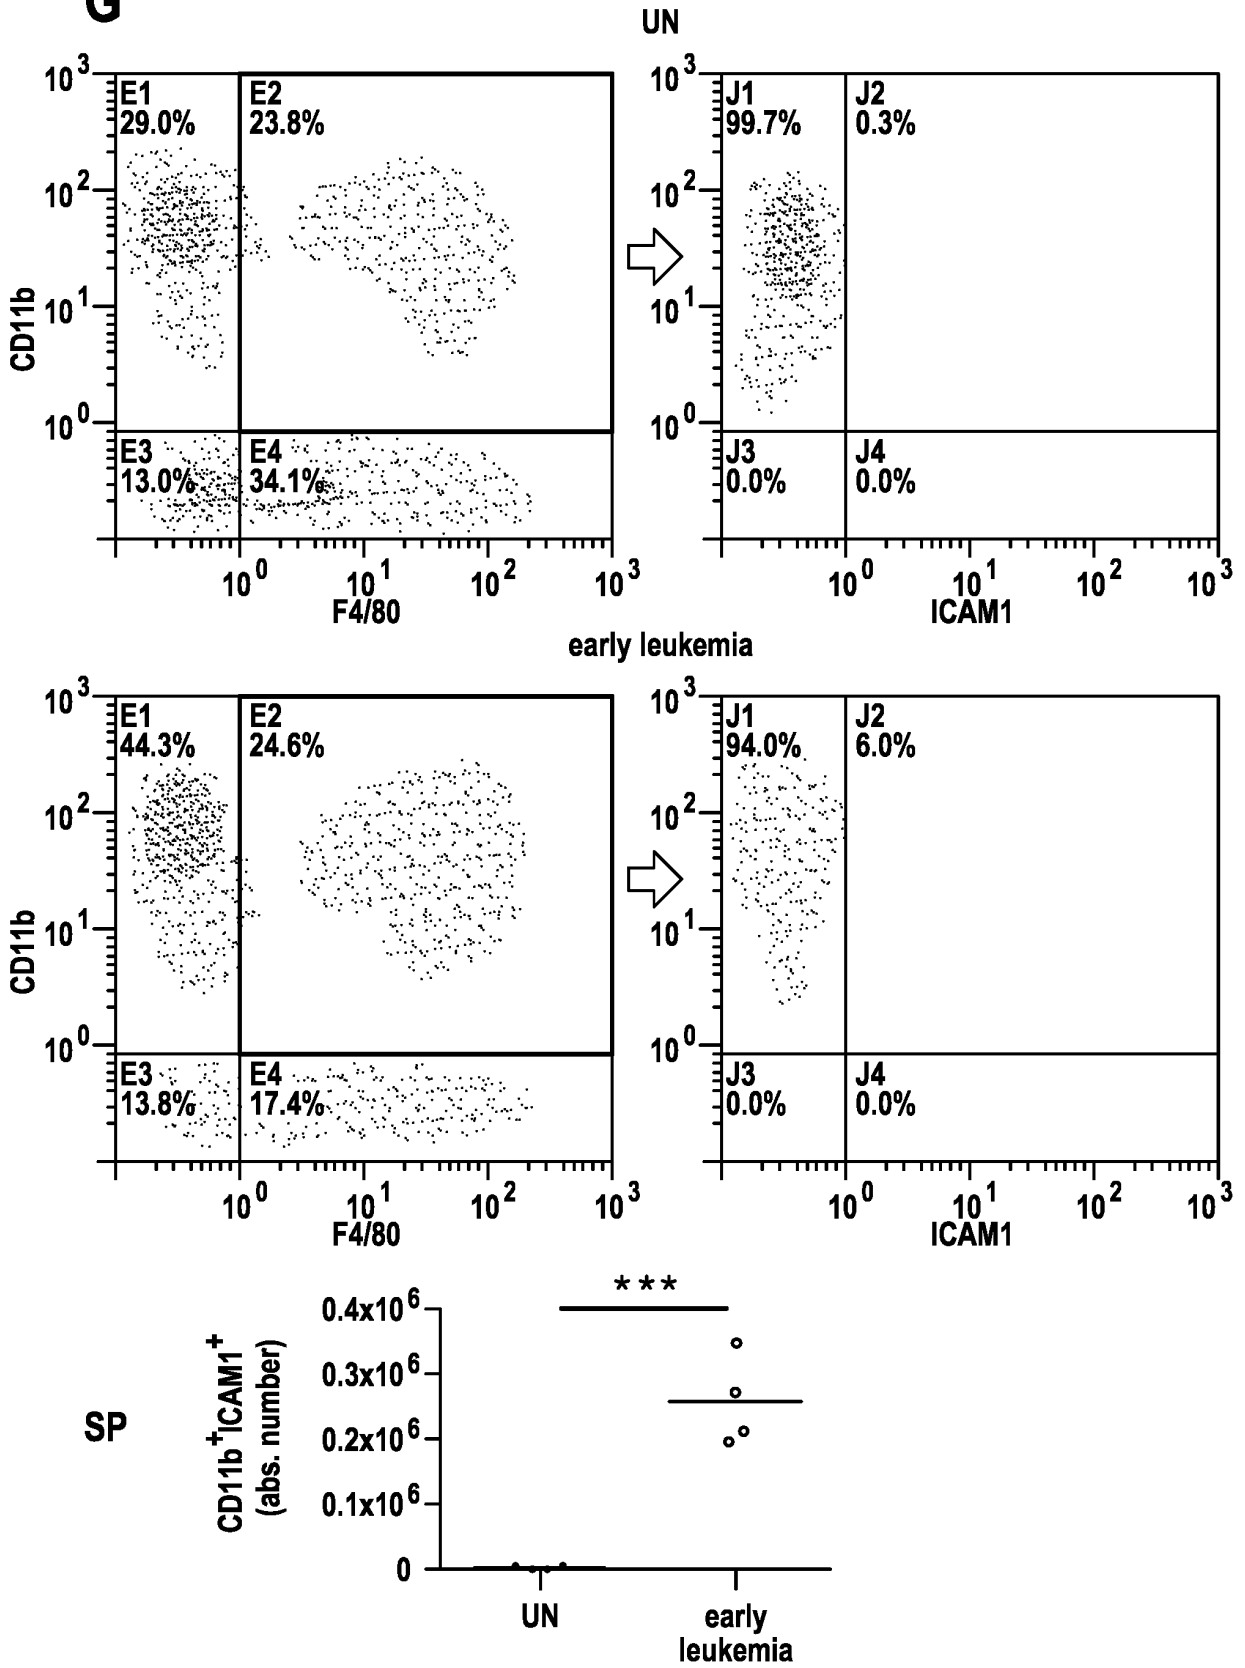 G
UN
10^3
10^2
10^1
10^0
CD11b
E1
29.0%
E2
23.8%
E3
13.0%
E4
34.1%
10^0 10^1 10^2 10^3
F4/80
10^3
10^2
10^1
10^0
J1
99.7%
J2
0.3%
J3
0.0%
J4
0.0%
10^0 10^1 10^2 10^3
ICAM1
early leukemia
10^3
10^2
10^1
10^0
CD11b
E1
44.3%
E2
24.6%
E3
13.8%
E4
17.4%
10^0 10^1 10^2 10^3
F4/80
10^3
10^2
10^1
10^0
J1
94.0%
J2
6.0%
J3
0.0%
J4
0.0%
10^0 10^1 10^2 10^3
ICAM1
SP
CD11b^+ICAM1^+
(abs. number)
0.4x10^6
0.3x10^6
0.2x10^6
0.1x10^6
0
***
UN
early
leukemia